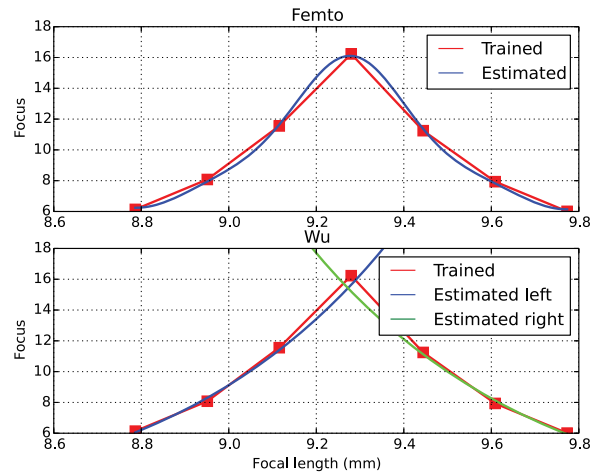 Femto
18
16
14
12
10
8
6
Focus
Trained
Estimated
8.6 8.8 9.0 9.2 9.4 9.6 9.8
Wu
18
16
14
12
10
8
6
Focus
Trained
Estimated left
Estimated right
8.6 8.8 9.0 9.2 9.4 9.6 9.8
Focal length (mm)